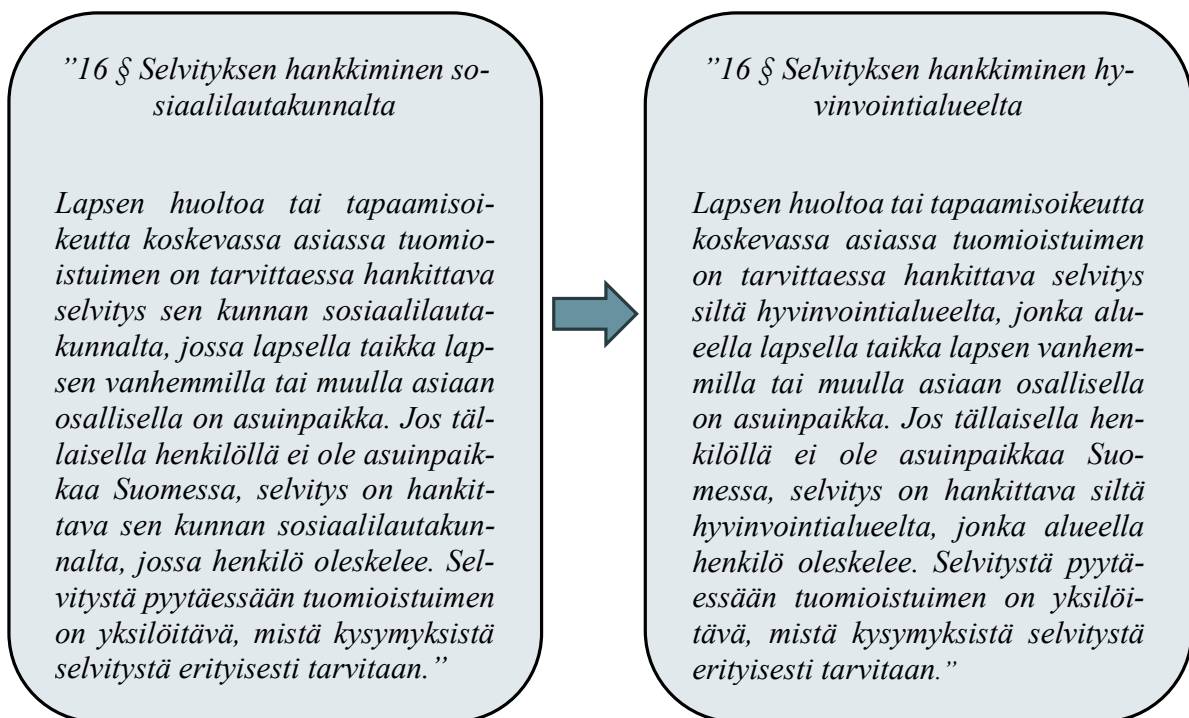 ”16 § Selvityksen hankkiminen so-
siaalilautakunnalta
Lapsen huoltoa tai tapaamisoi-
keutta koskevassa asiassa tuomio-
istuimen on tarvittaessa hankittava
selvitys sen kunnan sosiaalilauta-
kunnalta, jossa lapsella taikka lap-
sen vanhemmilla tai muulla asiaan
osallisella on asuinpaikka. Jos täl-
laisella henkilöllä ei ole asuinpaik-
kaa Suomessa, selvitys on hankit-
tava sen kunnan sosiaalilautakun-
nalta, jossa henkilö oleskelee. Sel-
vitystä pyytäessään tuomioistuimen
on yksilöitävä, mistä kysymyksistä
selvitystä erityisesti tarvitaan.”
”16 § Selvityksen hankkiminen hy-
vinvointialueelta
Lapsen huoltoa tai tapaamisoikeutta
koskevassa asiassa tuomioistuimen
on tarvittaessa hankittava selvitys
siltä hyvinvointialueelta, jonka alu-
eella lapsella taikka lapsen vanhem-
milla tai muulla asiaan osallisella
on asuinpaikka. Jos tällaisella hen-
kilöllä ei ole asuinpaikkaa Suo-
messa, selvitys on hankittava siltä
hyvinvointialueelta, jonka alueella
henkilö oleskelee. Selvitystä pyytä-
essään tuomioistuimen on yksilöi-
tävä, mistä kysymyksistä selvitystä
erityisesti tarvitaan.”